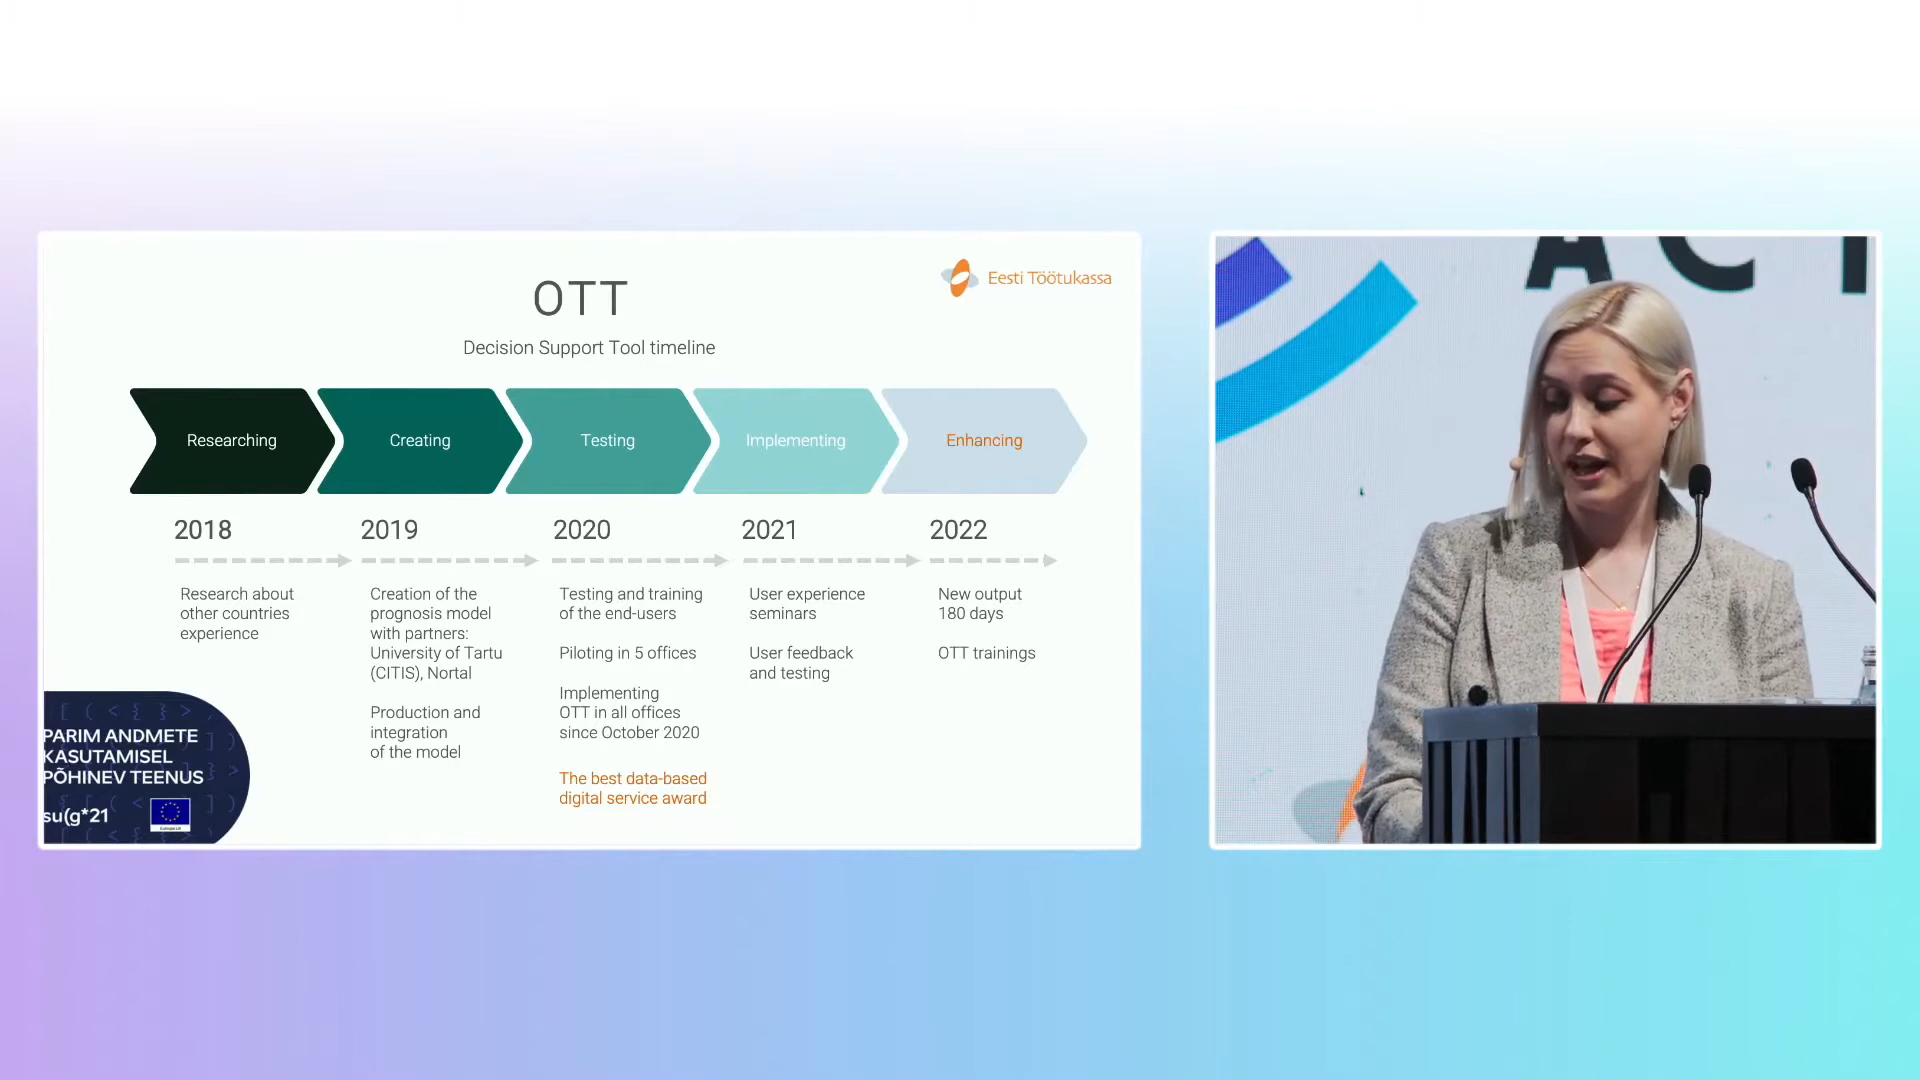 OTT
Eesti Töötukassa
Decision Support Tool timeline
Researching
Creating
Testing
Implementing
Enhancing
2018
2019
2020
2021
2022
Research about
other countries
experience
Creation of the
prognosis model
with partners:
University of Tartu
(CITIS), Nortal
Production and
integration
of the model
Testing and training
of the end-users
Piloting in 5 offices
Implementing
OTT in all offices
since October 2020
The best data-based
digital service award
User experience
seminars
User feedback
and testing
New output
180 days
OTT trainings
PARIM ANDMETE
KASUTAMISEL
PÕHINEV TEENUS
su(g*21